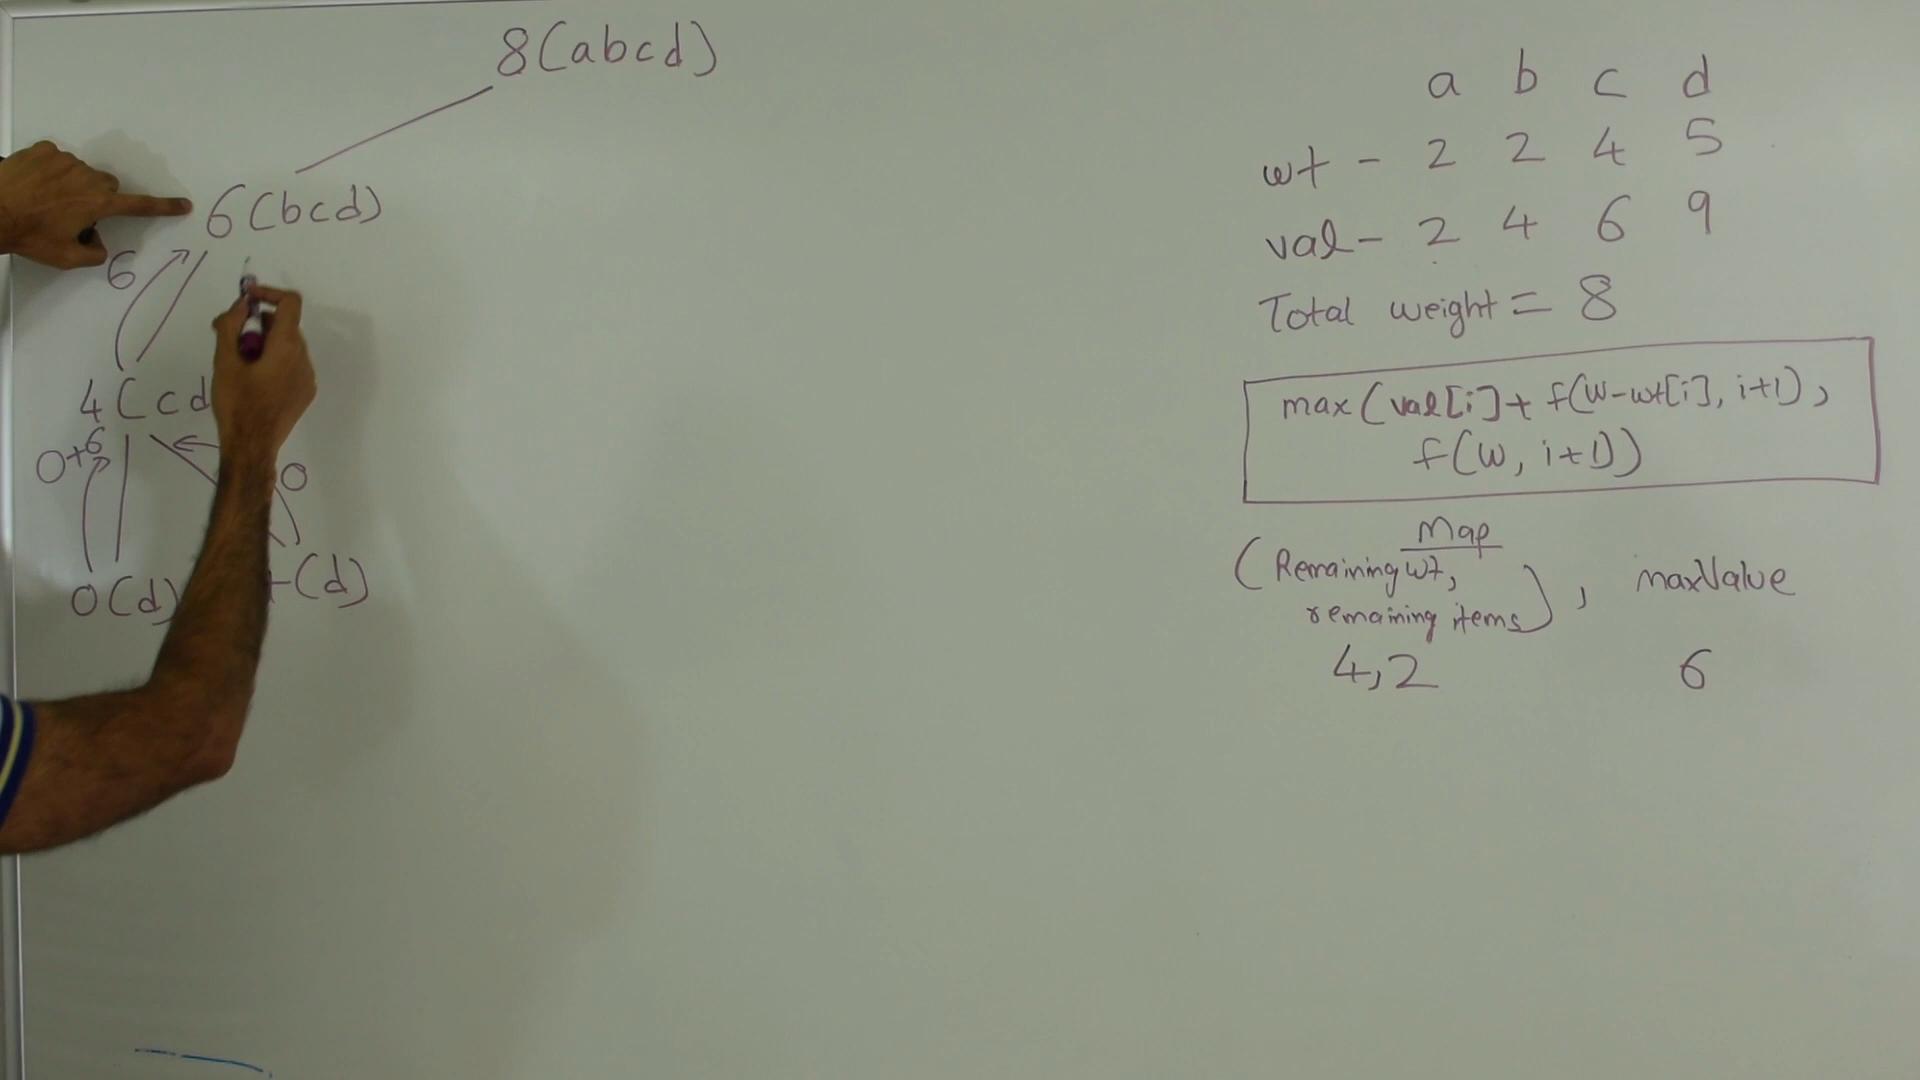 8(abcd)
6(bcd)
6
4(cd
0+6
0
0(d)
(d)
a b c d
wt - 2 2 4 5
val - 2 4 6 9
Total weight = 8
max(val[i]+ f(W-wt[i], i+1),
f(W, i+1))
Map
(Remaining wt,
remaining items), maxValue
4,2 6